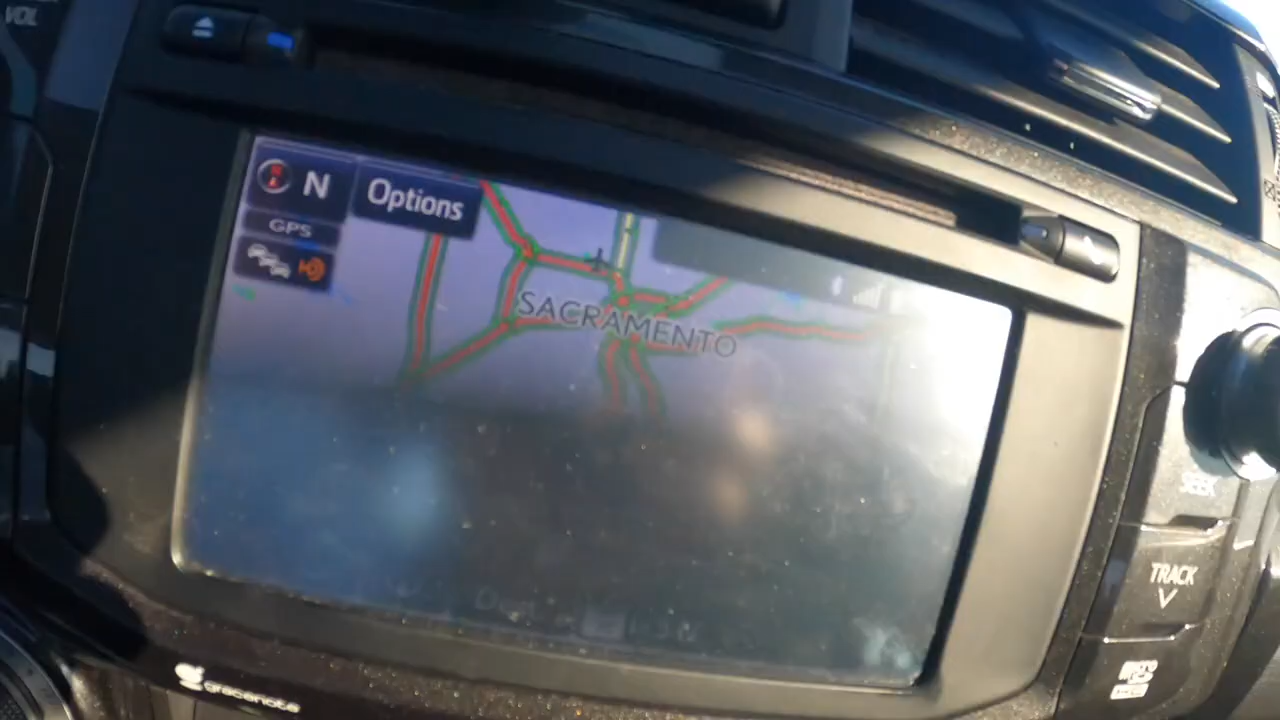 VOL
N
Options
GPS
SACRAMENTO
SEEK
TRACK
gracenote